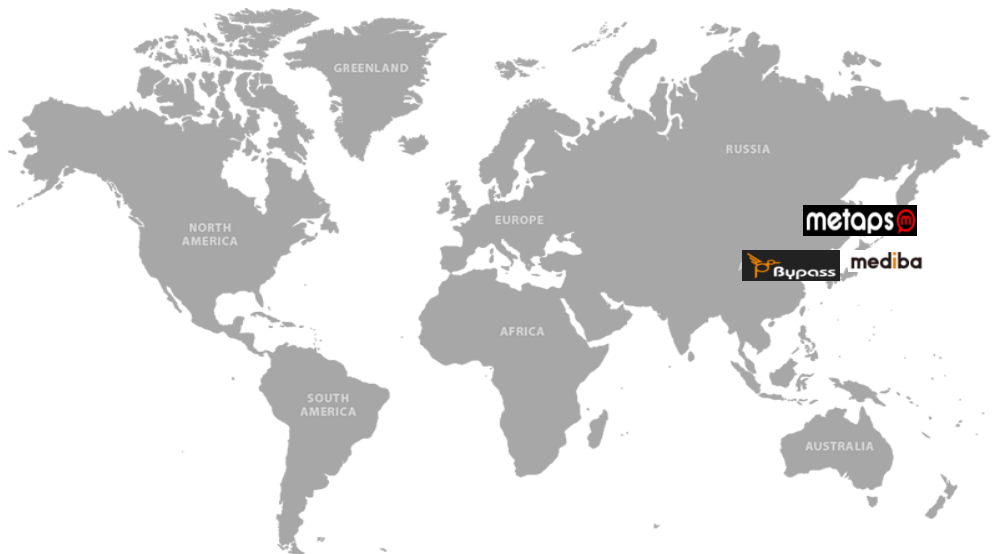 GREENLAND
RUSSIA
metaps
EUROPE
NORTH
AMERICA
Bypass
mediba
AFRICA
SOUTH
AMERICA
AUSTRALIA